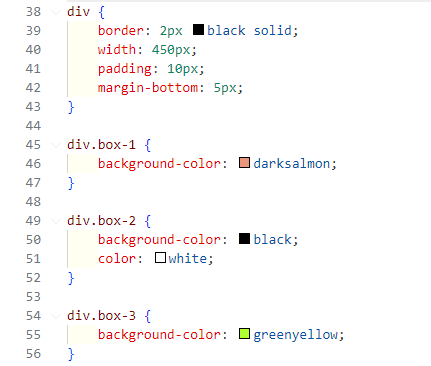 38 div {
39 border: 2px black solid;
40 width: 450px;
41 padding: 10px;
42 margin-bottom: 5px;
43 }
44
45 div.box-1 {
46 background-color: darksalmon;
47 }
48
49 div.box-2 {
50 background-color: black;
51 color: white;
52 }
53
54 div.box-3 {
55 background-color: greenyellow;
56 }